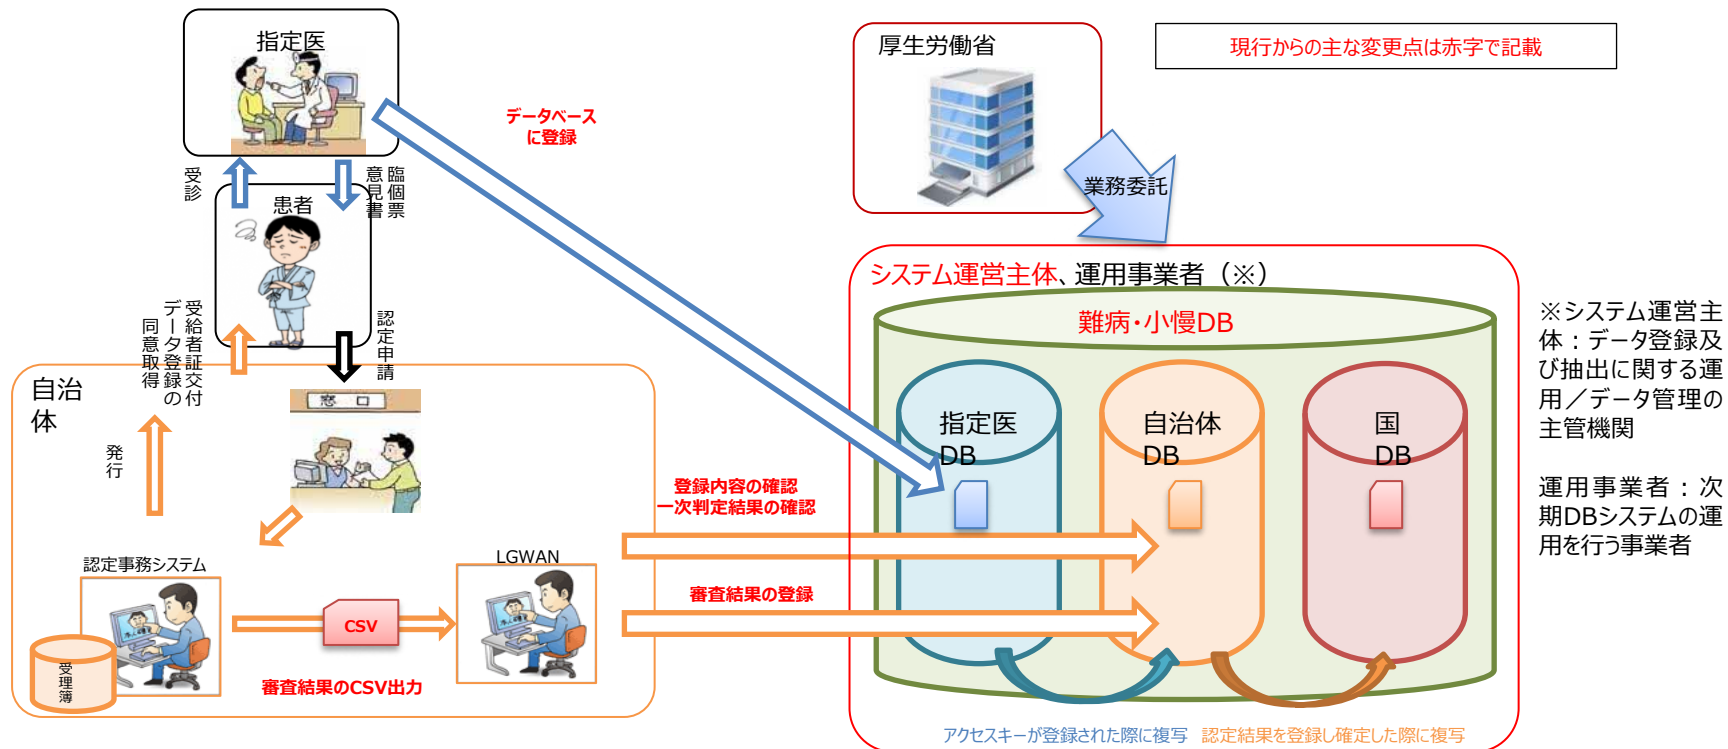 指定医
厚生労働省
現行からの主な変更点は赤字で記載
データベース
に登録
受診
臨個票
意見書
患者
業務委託
システム運営主体、運用事業者（※）
難病・小慢DB
受給者証交付
データ登録の
同意取得
認定申請
自治
体
窓 口
発行
指定医
DB
自治体
DB
国
DB
※システム運営主
体：データ登録及
び抽出に関する運
用／データ管理の
主管機関
運用事業者：次
期DBシステムの運
用を行う事業者
登録内容の確認
一次判定結果の確認
認定事務システム
LGWAN
審査結果の登録
CSV
受理簿
審査結果のCSV出力
アクセスキーが登録された際に複写
認定結果を登録し確定した際に複写